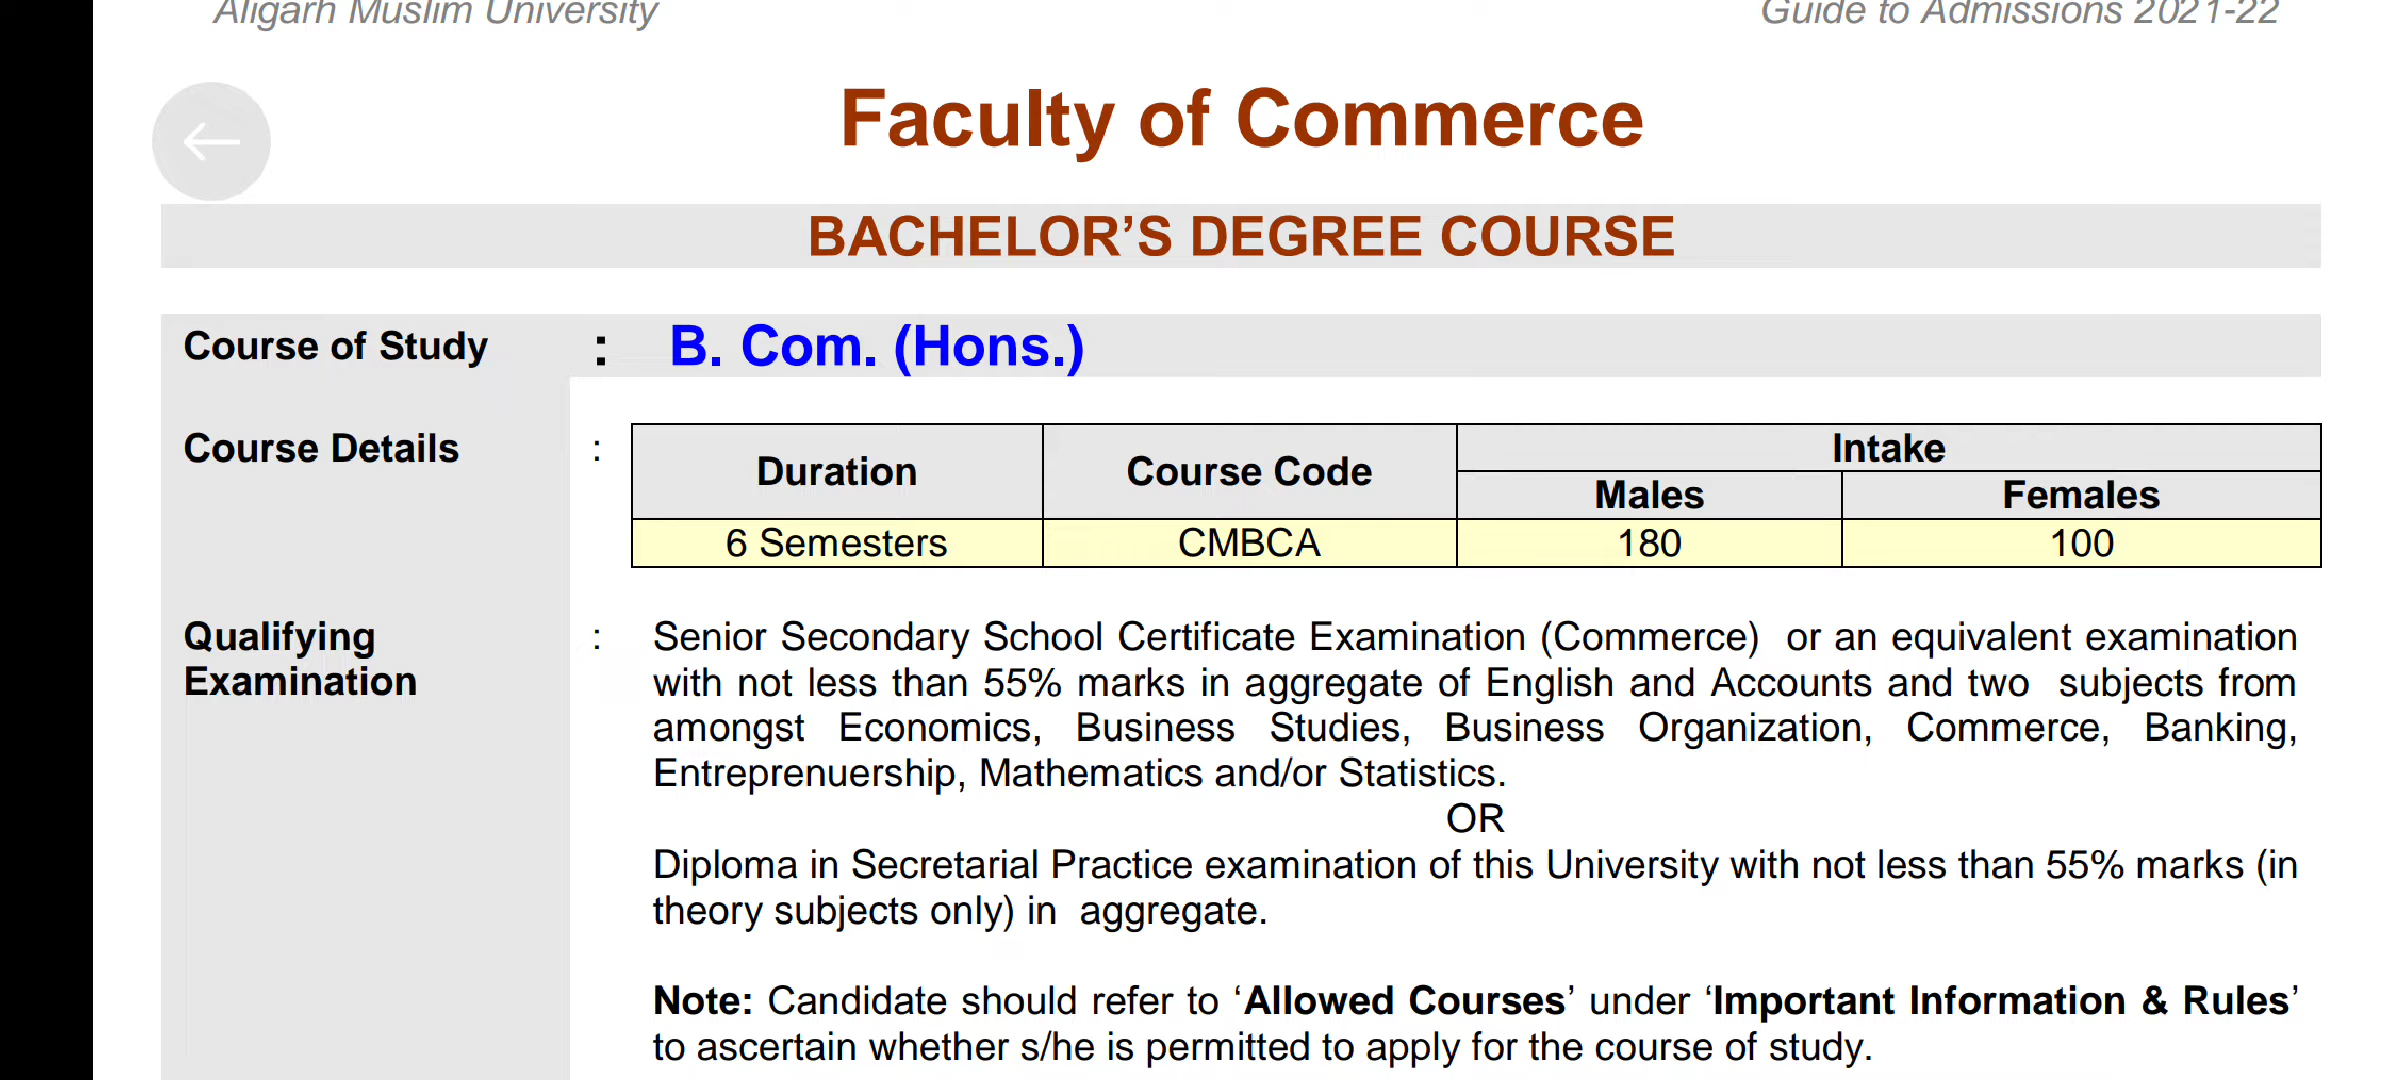 Aligarh Muslim University Guide to Admissions 2021-22
Faculty of Commerce
BACHELOR’S DEGREE COURSE
Course of Study : B. Com. (Hons.)
Course Details :
Duration Course Code Intake
Males Females
6 Semesters CMBCA 180 100
Qualifying : Senior Secondary School Certificate Examination (Commerce) or an equivalent examination
Examination with not less than 55% marks in aggregate of English and Accounts and two subjects from
amongst Economics, Business Studies, Business Organization, Commerce, Banking,
Entreprenuership, Mathematics and/or Statistics.
OR
Diploma in Secretarial Practice examination of this University with not less than 55% marks (in
theory subjects only) in aggregate.
Note: Candidate should refer to ‘Allowed Courses’ under ‘Important Information & Rules’
to ascertain whether s/he is permitted to apply for the course of study.